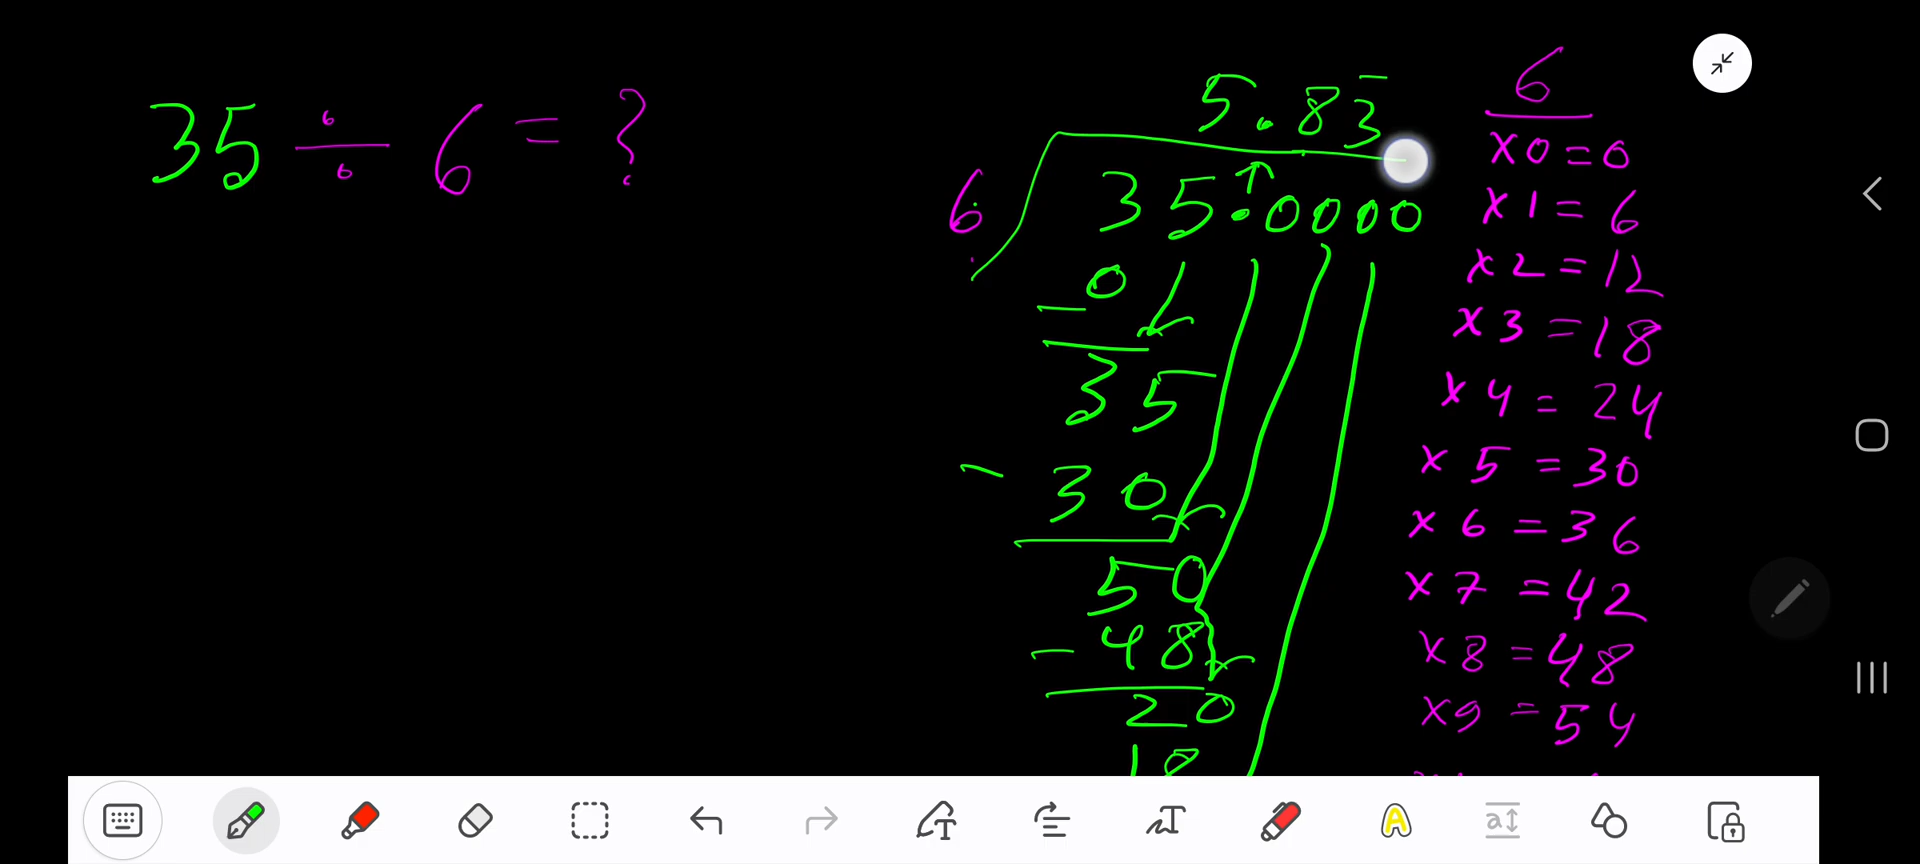 35 ÷ 6 = ?
5.83
6 35.0000
0
35
- 30
50
- 48
20
18
6
x0=0
x1=6
x2=12
x3=18
x4=24
x5=30
x6=36
x7=42
x8=48
x9=54